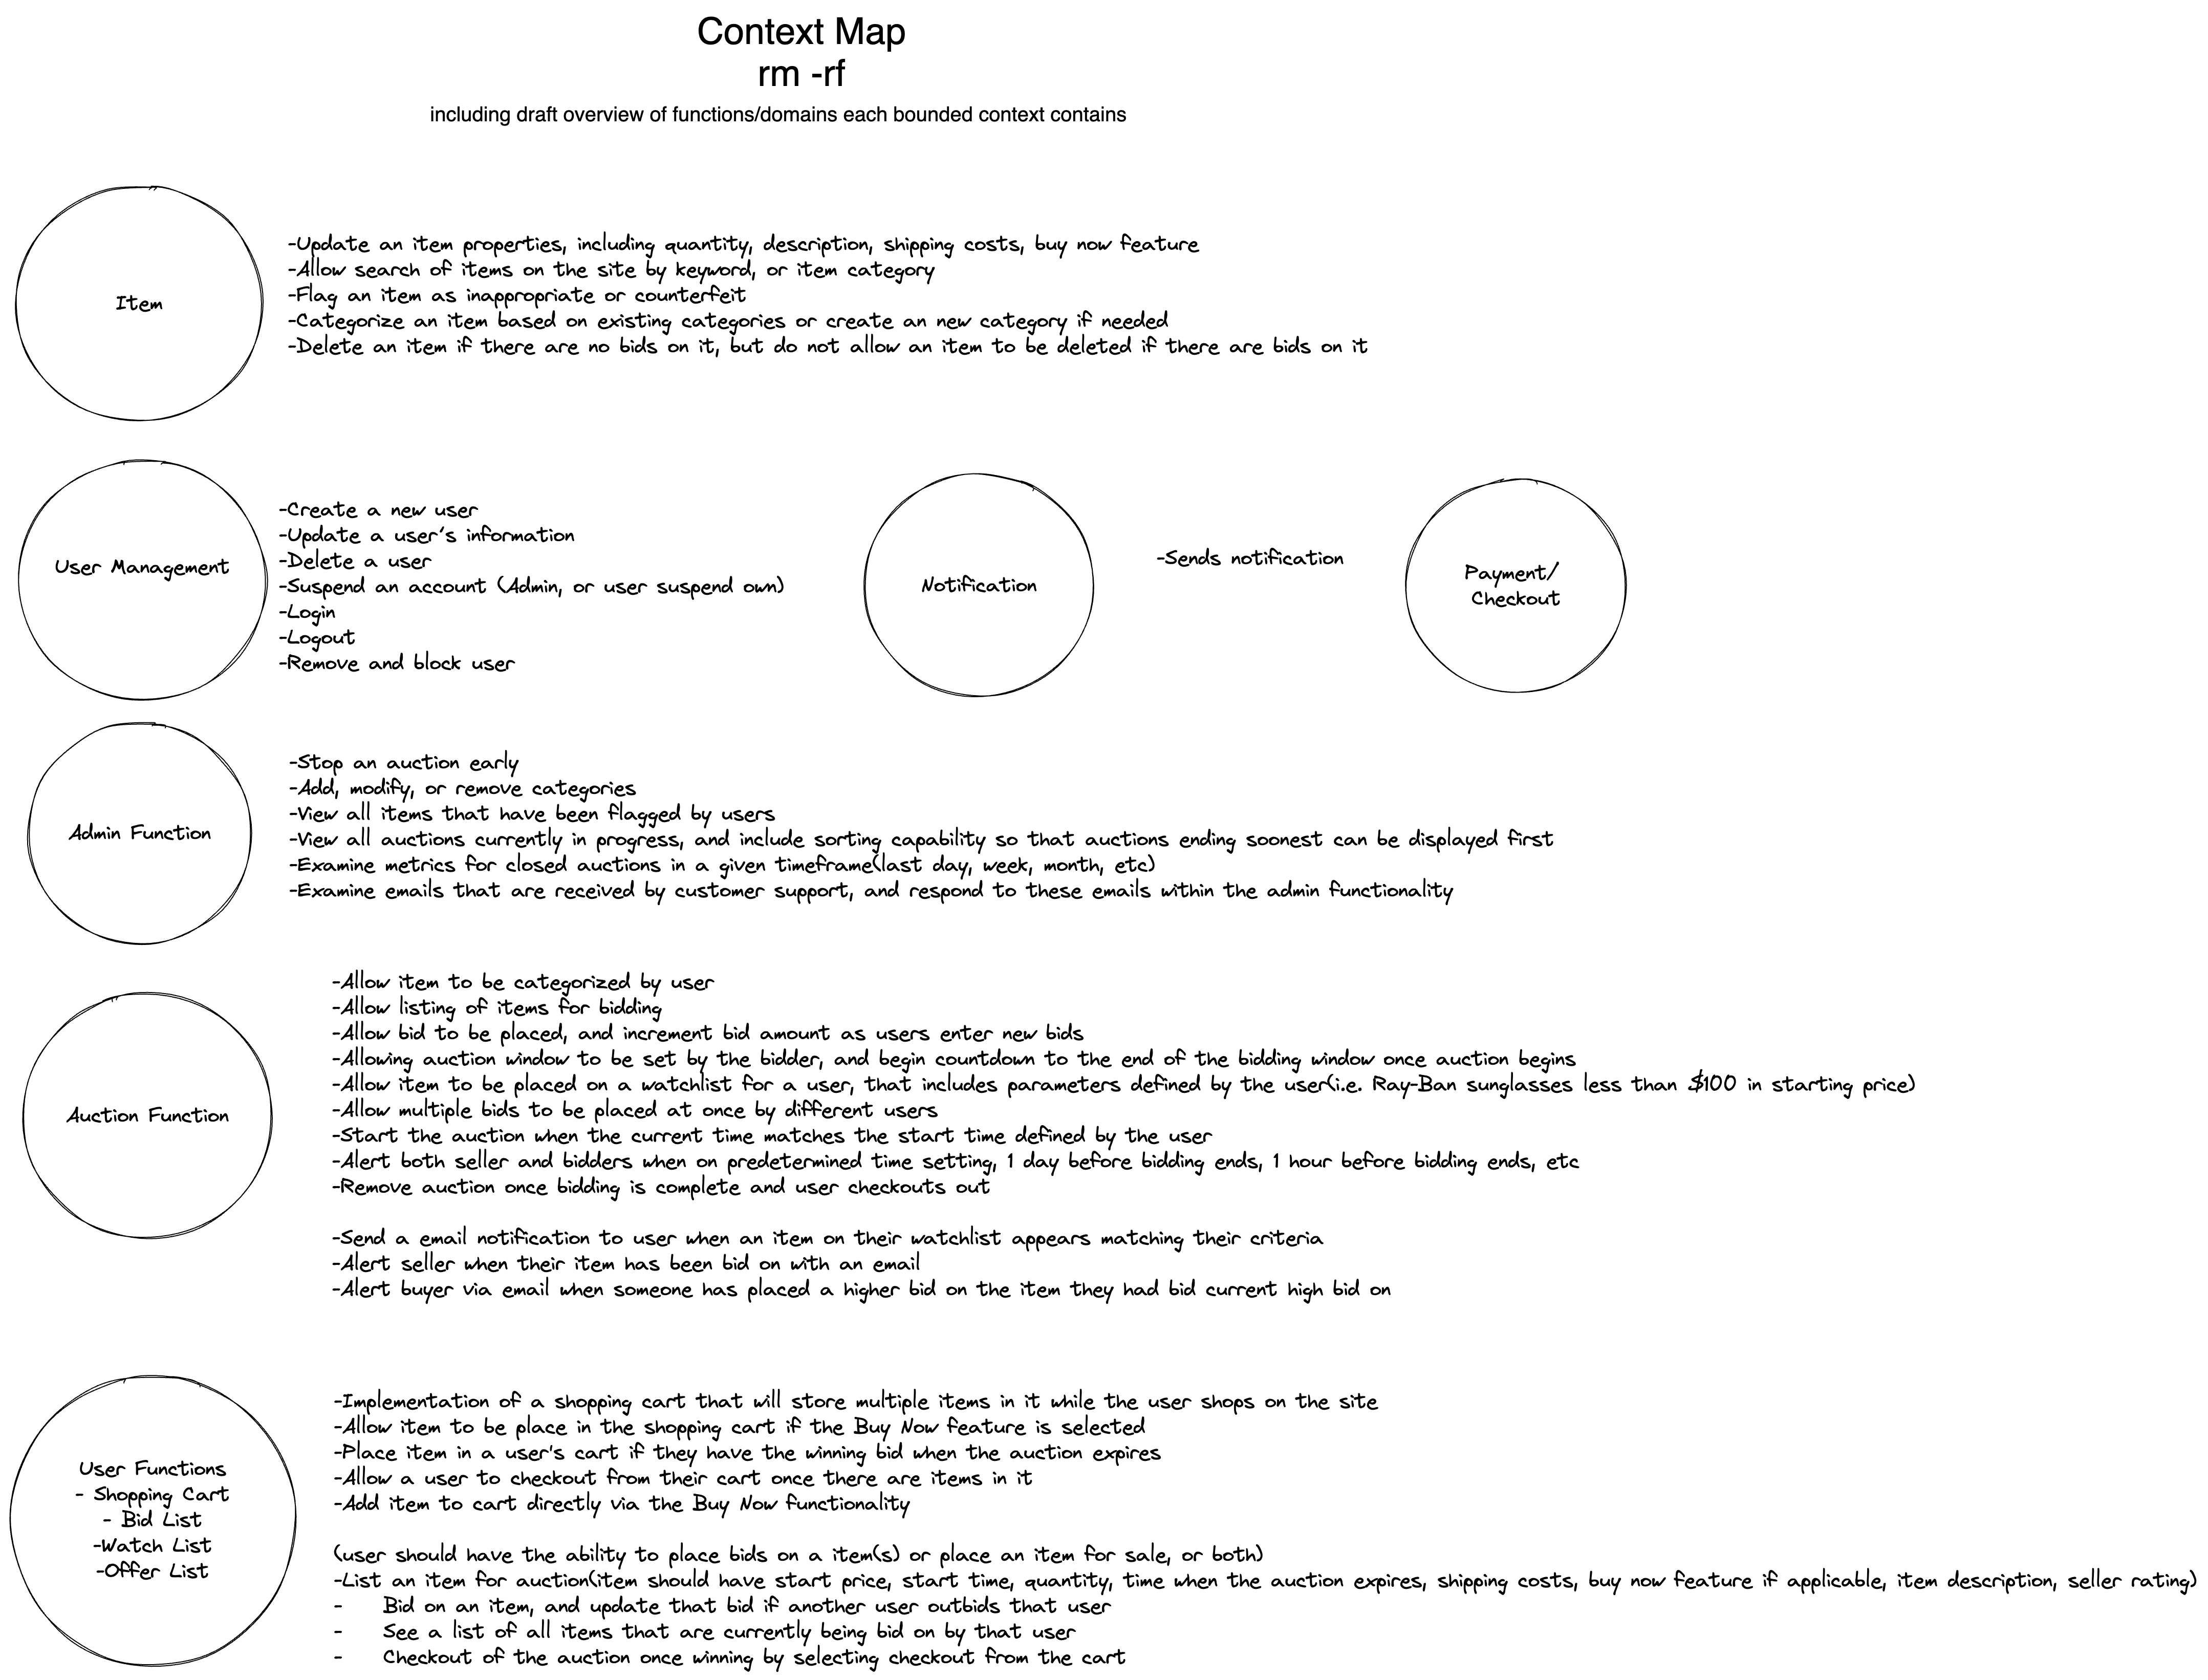 Context Map
rm -rf
including draft overview of functions/domains each bounded context contains
Item
-Update an item properties, including quantity, description, shipping costs, buy now feature
-Allow search of items on the site by keyword, or item category
-Flag an item as inappropriate or counterfeit
-Categorize an item based on existing categories or create an new category if needed
-Delete an item if there are no bids on it, but do not allow an item to be deleted if there are bids on it
User Management
-Create a new user
-Update a user's information
-Delete a user
-Suspend an account (Admin, or user suspend own)
-Login
-Logout
-Remove and block user
Notification
-Sends notification
Payment/
Checkout
Admin Function
-Stop an auction early
-Add, modify, or remove categories
-View all items that have been flagged by users
-View all auctions currently in progress, and include sorting capability so that auctions ending soonest can be displayed first
-Examine metrics for closed auctions in a given timeframe(last day, week, month, etc)
-Examine emails that are received by customer support, and respond to these emails within the admin functionality
Auction Function
-Allow item to be categorized by user
-Allow listing of items for bidding
-Allow bid to be placed, and increment bid amount as users enter new bids
-Allowing auction window to be set by the bidder, and begin countdown to the end of the bidding window once auction begins
-Allow item to be placed on a watchlist for a user, that includes parameters defined by the user(i.e. Ray-Ban sunglasses less than $100 in starting price)
-Allow multiple bids to be placed at once by different users
-Start the auction when the current time matches the start time defined by the user
-Alert both seller and bidders when on predetermined time setting, 1 day before bidding ends, 1 hour before bidding ends, etc
-Remove auction once bidding is complete and user checkouts out
-Send a email notification to user when an item on their watchlist appears matching their criteria
-Alert seller when their item has been bid on with an email
-Alert buyer via email when someone has placed a higher bid on the item they had bid current high bid on
User Functions
- Shopping Cart
- Bid List
-Watch List
-Offer List
-Implementation of a shopping cart that will store multiple items in it while the user shops on the site
-Allow item to be place in the shopping cart if the Buy Now feature is selected
-Place item in a user's cart if they have the winning bid when the auction expires
-Allow a user to checkout from their cart once there are items in it
-Add item to cart directly via the Buy Now functionality
(user should have the ability to place bids on a item(s) or place an item for sale, or both)
-List an item for auction(item should have start price, start time, quantity, time when the auction expires, shipping costs, buy now feature if applicable, item description, seller rating)
- Bid on an item, and update that bid if another user outbids that user
- See a list of all items that are currently being bid on by that user
- Checkout of the auction once winning by selecting checkout from the cart